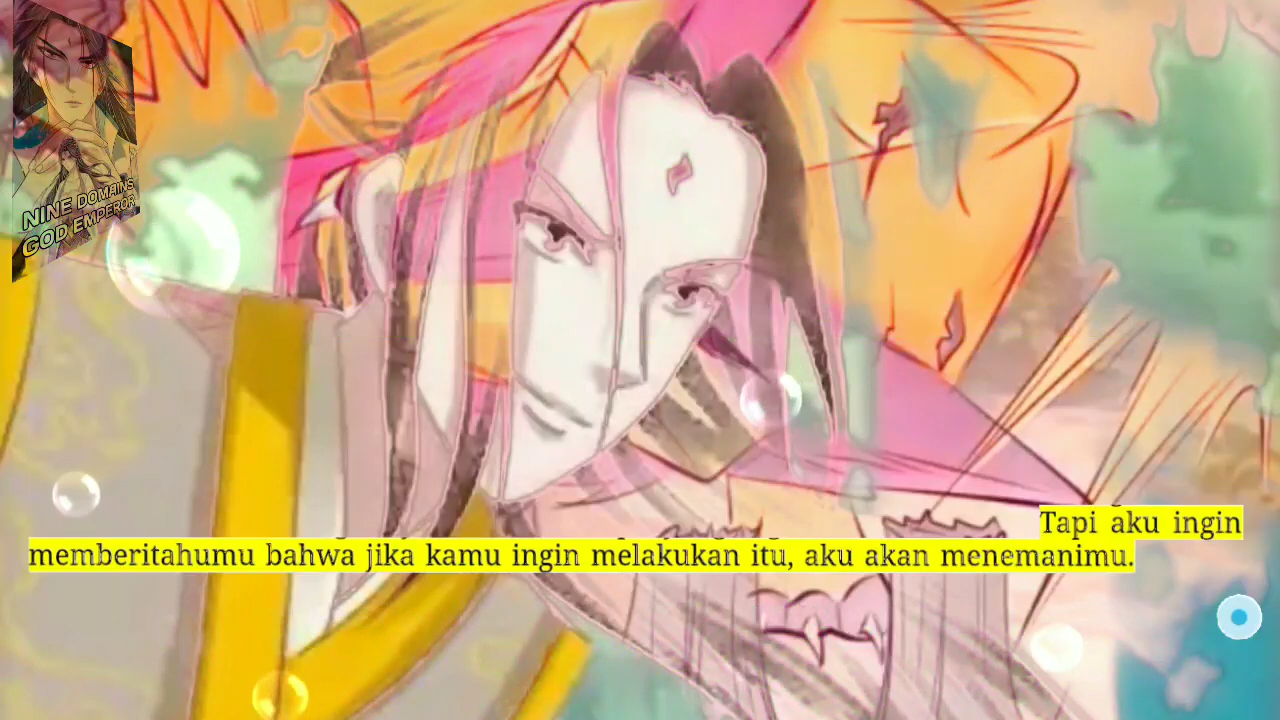 NINE DOMAINS
GOD EMPEROR
Tapi aku ingin
memberitahumu bahwa jika kamu ingin melakukan itu, aku akan menemanimu.